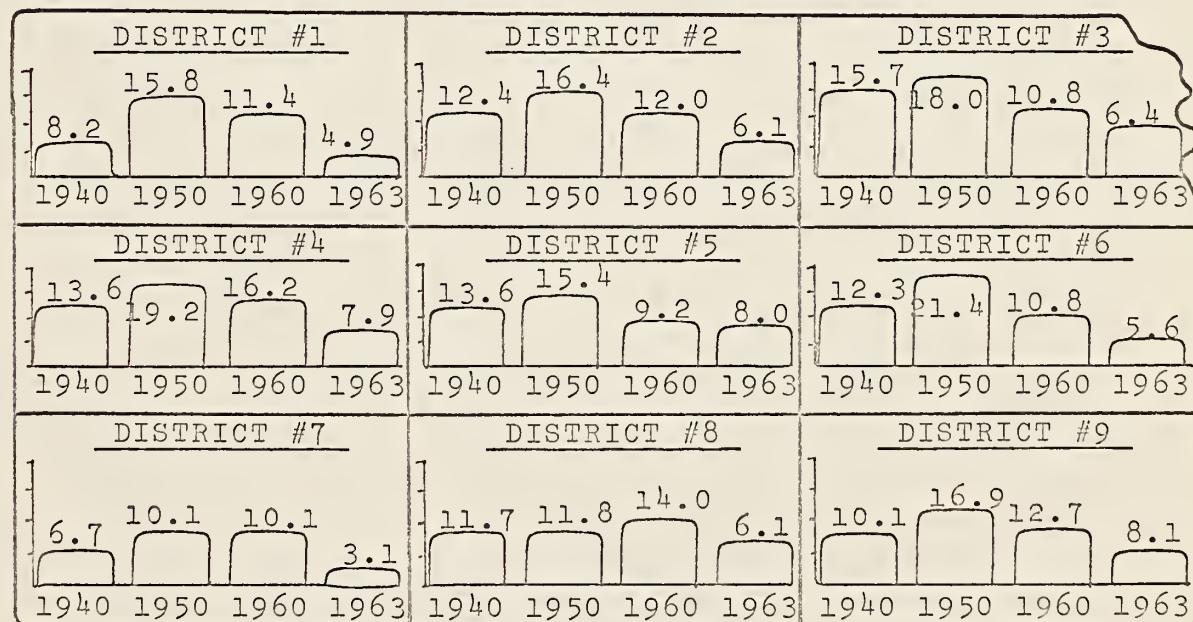 DISTRICT #1
15.8
11.4
8.2
4.9
1940 1950 1960 1963
DISTRICT #2
16.4
12.4
12.0
6.1
1940 1950 1960 1963
DISTRICT #3
15.7
18.0
10.8
6.4
1940 1950 1960 1963
DISTRICT #4
13.6
19.2
16.2
7.9
1940 1950 1960 1963
DISTRICT #5
13.6
15.4
9.2
8.0
1940 1950 1960 1963
DISTRICT #6
12.3
21.4
10.8
5.6
1940 1950 1960 1963
DISTRICT #7
6.7
10.1
10.1
3.1
1940 1950 1960 1963
DISTRICT #8
11.7
11.8
14.0
6.1
1940 1950 1960 1963
DISTRICT #9
10.1
16.9
12.7
8.1
1940 1950 1960 1963